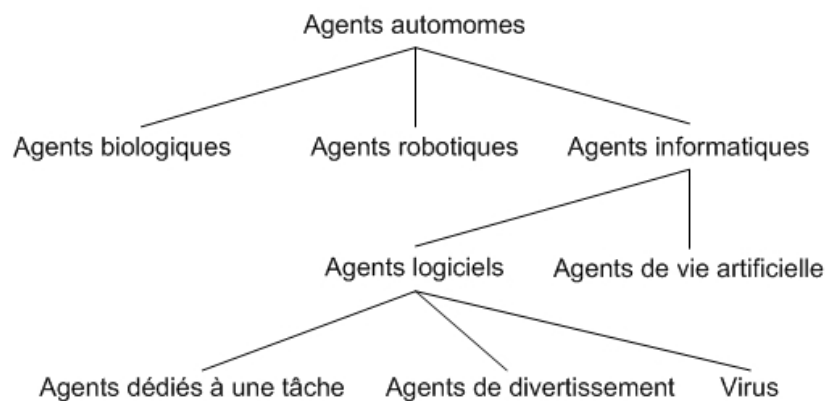 Agents automomes
Agents biologiques Agents robotiques Agents informatiques
Agents logiciels Agents de vie artificielle
Agents dédiés à une tâche Agents de divertissement Virus